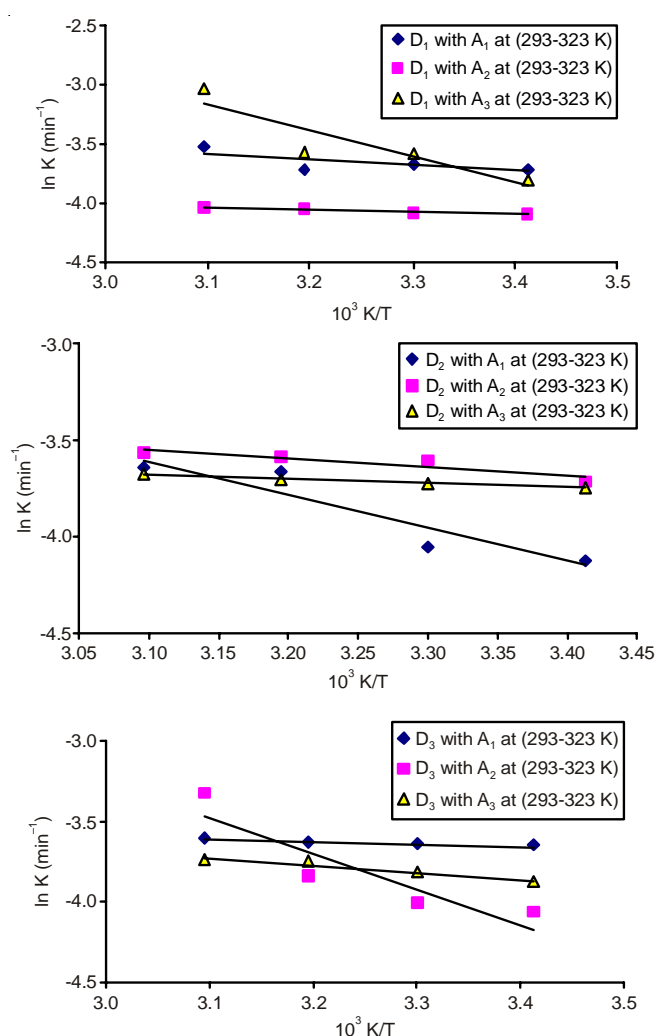 -2.5
D₁ with A₁ at (293-323 K)
D₁ with A₂ at (293-323 K)
D₁ with A₃ at (293-323 K)
-3.0
-3.5
-4.0
-4.5
ln K (min⁻¹)
3.0 3.1 3.2 3.3 3.4 3.5
10³ K/T
-3.0
D₂ with A₁ at (293-323 K)
D₂ with A₂ at (293-323 K)
D₂ with A₃ at (293-323 K)
-3.5
-4.0
-4.5
ln K (min⁻¹)
3.05 3.10 3.20 3.30 3.40 3.45
10³ K/T
D₃ with A₁ at (293-323 K)
D₃ with A₂ at (293-323 K)
D₃ with A₃ at (293-323 K)
-3.0
-3.5
-4.0
-4.5
ln K (min⁻¹)
3.0 3.1 3.2 3.3 3.4 3.5
10³ K/T